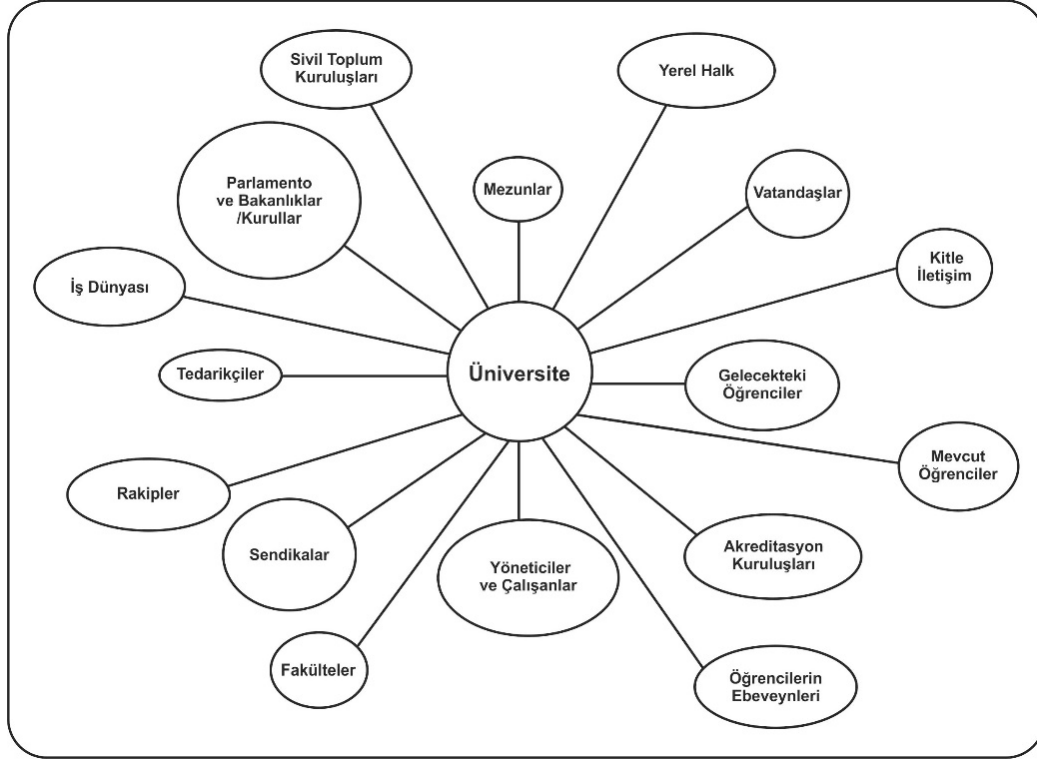 Sivil Toplum
Kuruluşları
Yerel Halk
Parlamento
ve Bakanlıklar
/Kurullar
Mezunlar
Vatandaşlar
Kitle
İletişim
İş Dünyası
Tedarikçiler
Üniversite
Gelecekteki
Öğrenciler
Mevcut
Öğrenciler
Rakipler
Sendikalar
Yöneticiler
ve Çalışanlar
Akreditasyon
Kuruluşları
Fakülteler
Öğrencilerin
Ebeveynleri